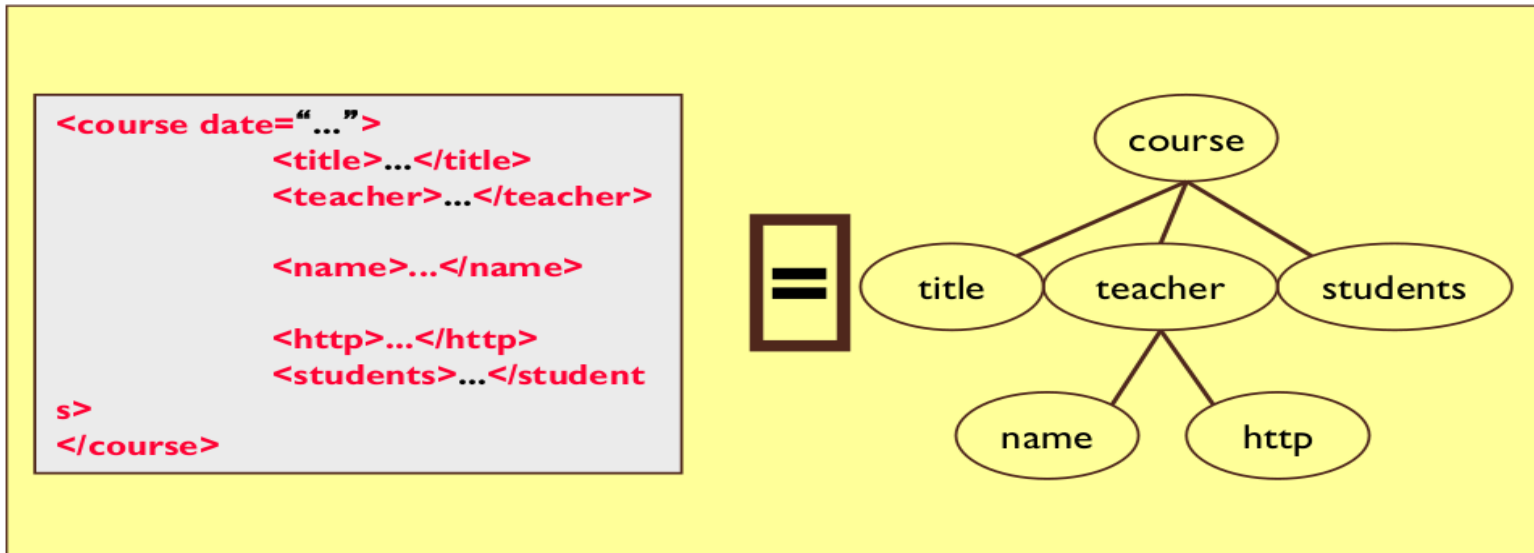 <course date=“...”>
<title>...</title>
<teacher>...</teacher>
<name>...</name>
<http>...</http>
<students>...</student
s>
</course>
=
course
title teacher students
name http